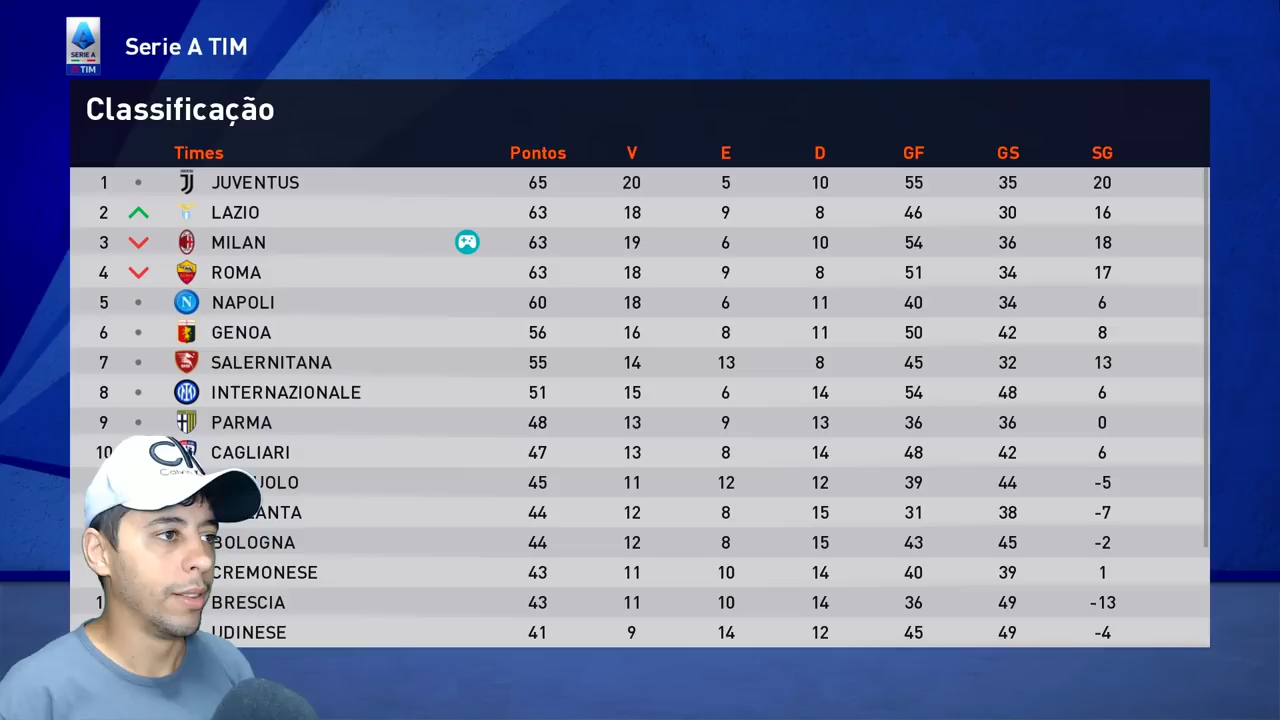 SERIE A
TIM
Serie A TIM
Classificação
Times Pontos V E D GF GS SG
1 JUVENTUS 65 20 5 10 55 35 20
2 LAZIO 63 18 9 8 46 30 16
3 MILAN 63 19 6 10 54 36 18
4 ROMA 63 18 9 8 51 34 17
5 NAPOLI 60 18 6 11 40 34 6
6 GENOA 56 16 8 11 50 42 8
7 SALERNITANA 55 14 13 8 45 32 13
8 INTERNAZIONALE 51 15 6 14 54 48 6
9 PARMA 48 13 9 13 36 36 0
10 CAGLIARI 47 13 8 14 48 42 6
UOLO 45 11 12 12 39 44 -5
ANTA 44 12 8 15 31 38 -7
BOLOGNA 44 12 8 15 43 45 -2
CREMONESE 43 11 10 14 40 39 1
BRESCIA 43 11 10 14 36 49 -13
UDINESE 41 9 14 12 45 49 -4